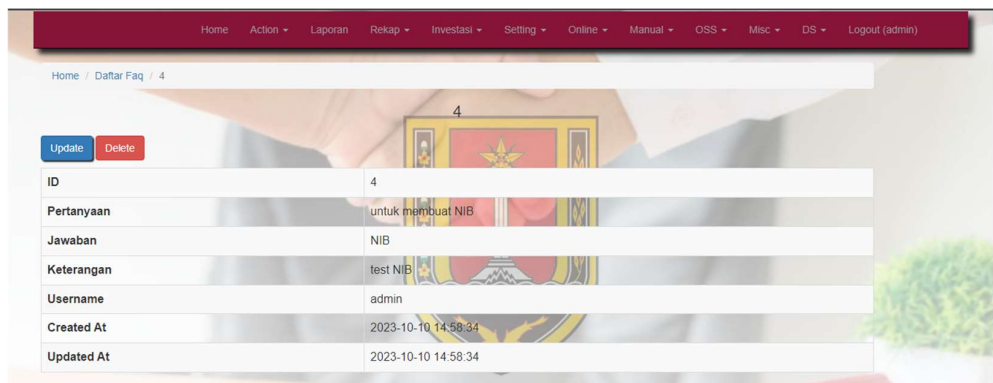 Home Action Laporan Rekap Investasi Setting Online Manual OSS Misc DS Logout (admin)
Home / Daftar Faq / 4
4
Update Delete
ID 4
Pertanyaan untuk membuat NIB
Jawaban NIB
Keterangan test NIB
Username admin
Created At 2023-10-10 14:58:34
Updated At 2023-10-10 14:58:34